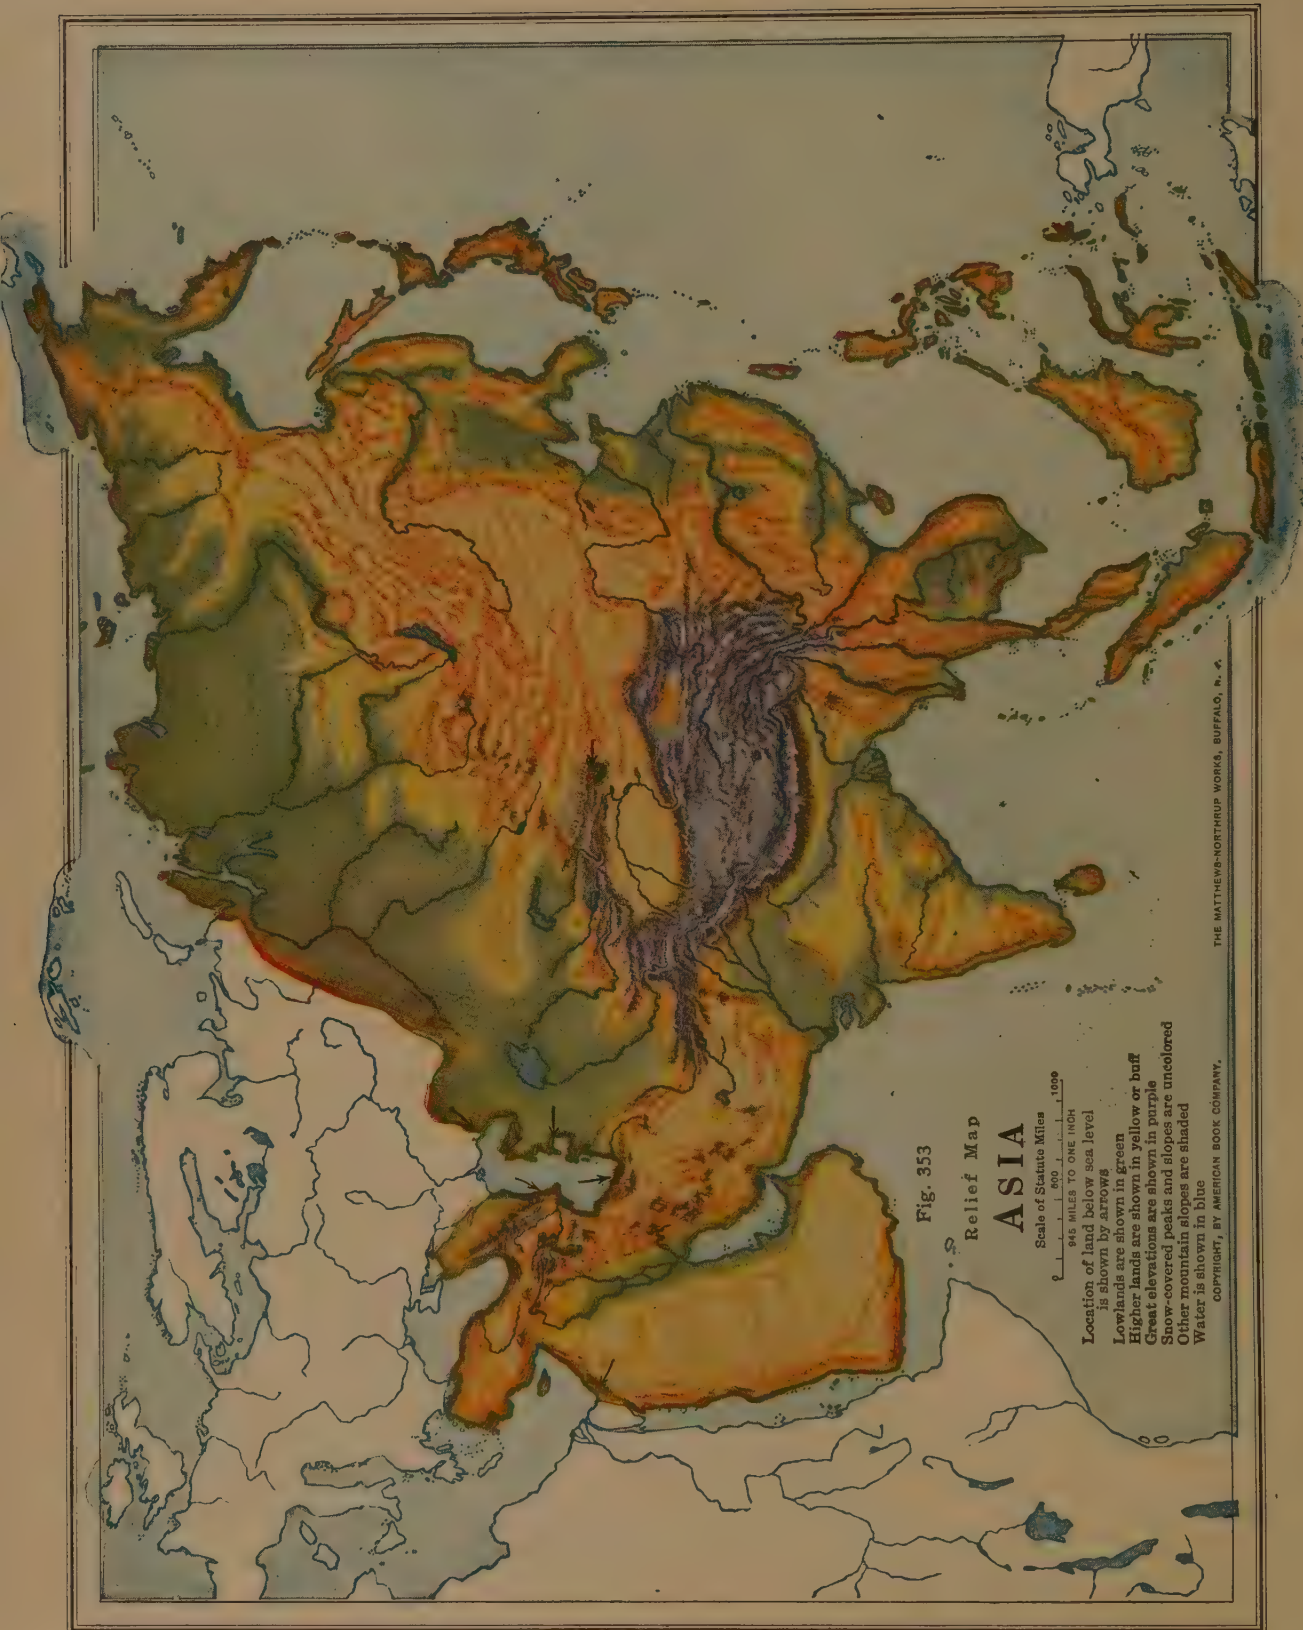 Fig. 353
Relief Map
ASIA
Scale of Statute Miles
0 500 1000
945 MILES TO ONE INCH
Location of land below sea level
is shown by arrows
Lowlands are shown in green
Higher lands are shown in yellow or buff
Great elevations are shown in purple
Snow-covered peaks and slopes are uncolored
Other mountain slopes are shaded
Water is shown in blue
COPYRIGHT, BY AMERICAN BOOK COMPANY.
THE MATTHEWS-NORTHRUP WORKS, BUFFALO, N. Y.